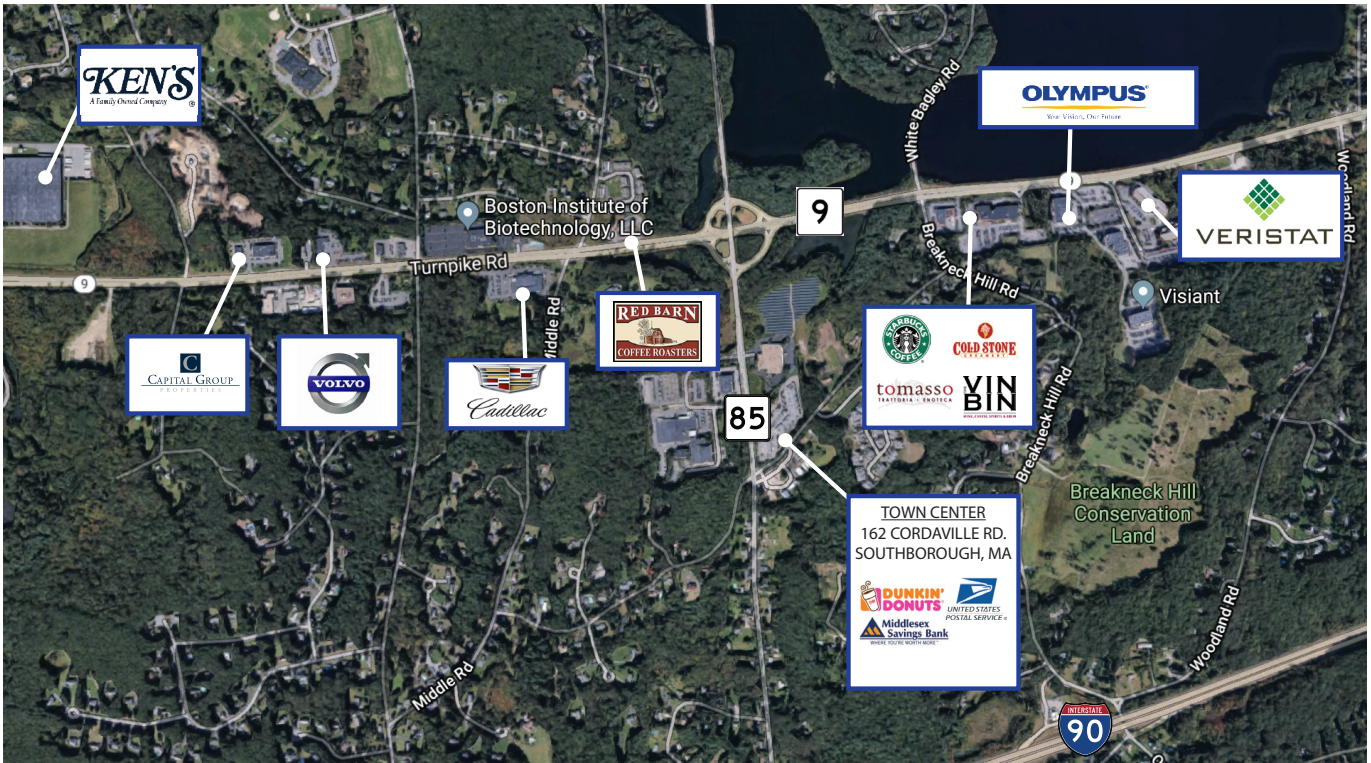 KEN'S
A Family Owned Company
®
OLYMPUS®
Your Vision, Our Future
White Bagley Rd
VERISTAT
Woodland Rd
Boston Institute of
Biotechnology, LLC
9
Turnpike Rd
9
Breakneck Hill Rd
Visiant
Middle Rd
RED BARN
COFFEE ROASTERS
C
CAPITAL GROUP
PROPERTIES
VOLVO
Cadillac
STARBUCKS
COFFEE
COLD STONE
CREAMERY
tomasso
TRATTORIA & ENOTECA
VIN
BIN
85
Breakneck Hill Rd
Breakneck Hill
Conservation
Land
TOWN CENTER
162 CORDAVILLE RD.
SOUTHBOROUGH, MA
DUNKIN'
DONUTS
UNITED STATES
POSTAL SERVICE®
Middlesex
Savings Bank
WHERE YOU'RE WORTH MORE
Woodland Rd
Middle Rd
INTERSTATE
90